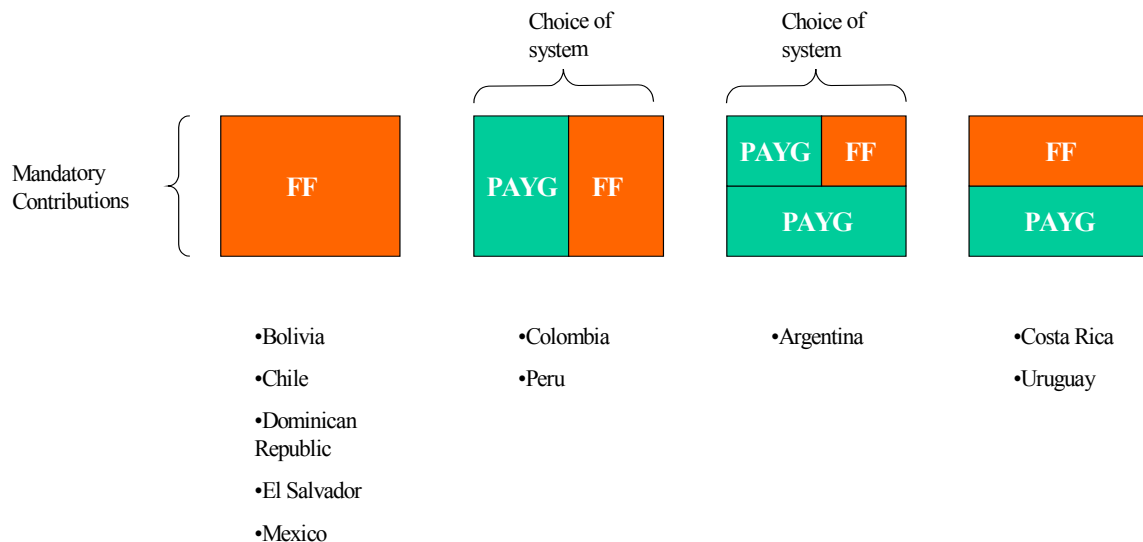 Choice of
system
Choice of
system
Mandatory
Contributions
FF
PAYG
FF
PAYG
FF
PAYG
FF
PAYG
•Bolivia
•Chile
•Dominican
Republic
•El Salvador
•Mexico
•Colombia
•Peru
•Argentina
•Costa Rica
•Uruguay